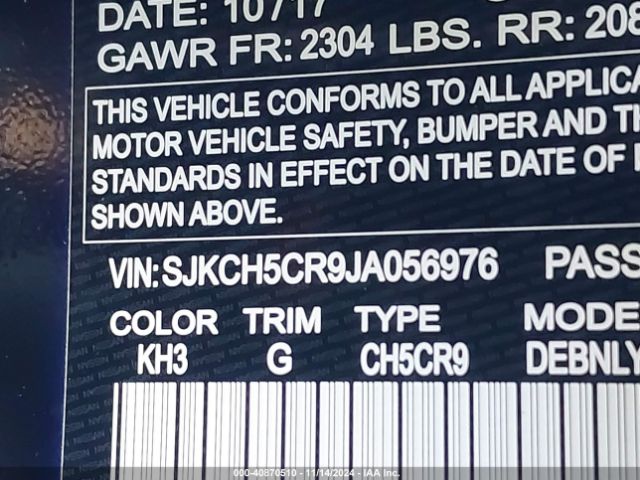 DATE: 10/17
GAWR FR: 2304 LBS. RR: 208
THIS VEHICLE CONFORMS TO ALL APPLICA
MOTOR VEHICLE SAFETY, BUMPER AND TH
STANDARDS IN EFFECT ON THE DATE OF
SHOWN ABOVE.
VIN: SJKCH5CR9JA056976 PASS
COLOR TRIM TYPE MODE
KH3 G CH5CR9 DEBNLY
000-40870510 - 11/14/2024 - IAA Inc.